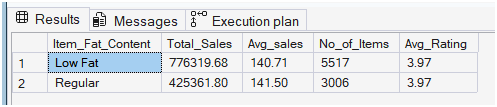 Results Messages Execution plan
Item_Fat_Content Total_Sales Avg_sales No_of_Items Avg_Rating
1 Low Fat 776319.68 140.71 5517 3.97
2 Regular 425361.80 141.50 3006 3.97